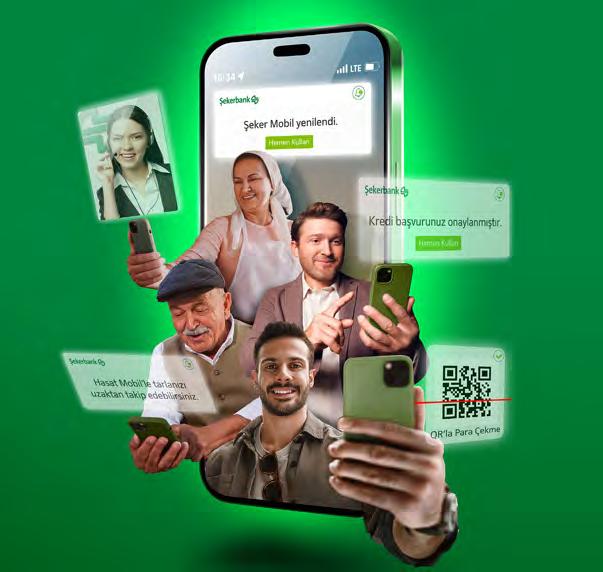 16:34
LTE
Şekerbank
Şeker Mobil yenilendi.
Hemen Kullan
Şekerbank
Kredi başvurunuz onaylanmıştır.
Hemen Kullan
Şekerbank
Hasat Mobil'le tarlanızı
uzaktan takip edebilirsiniz.
QR'la Para Çekme